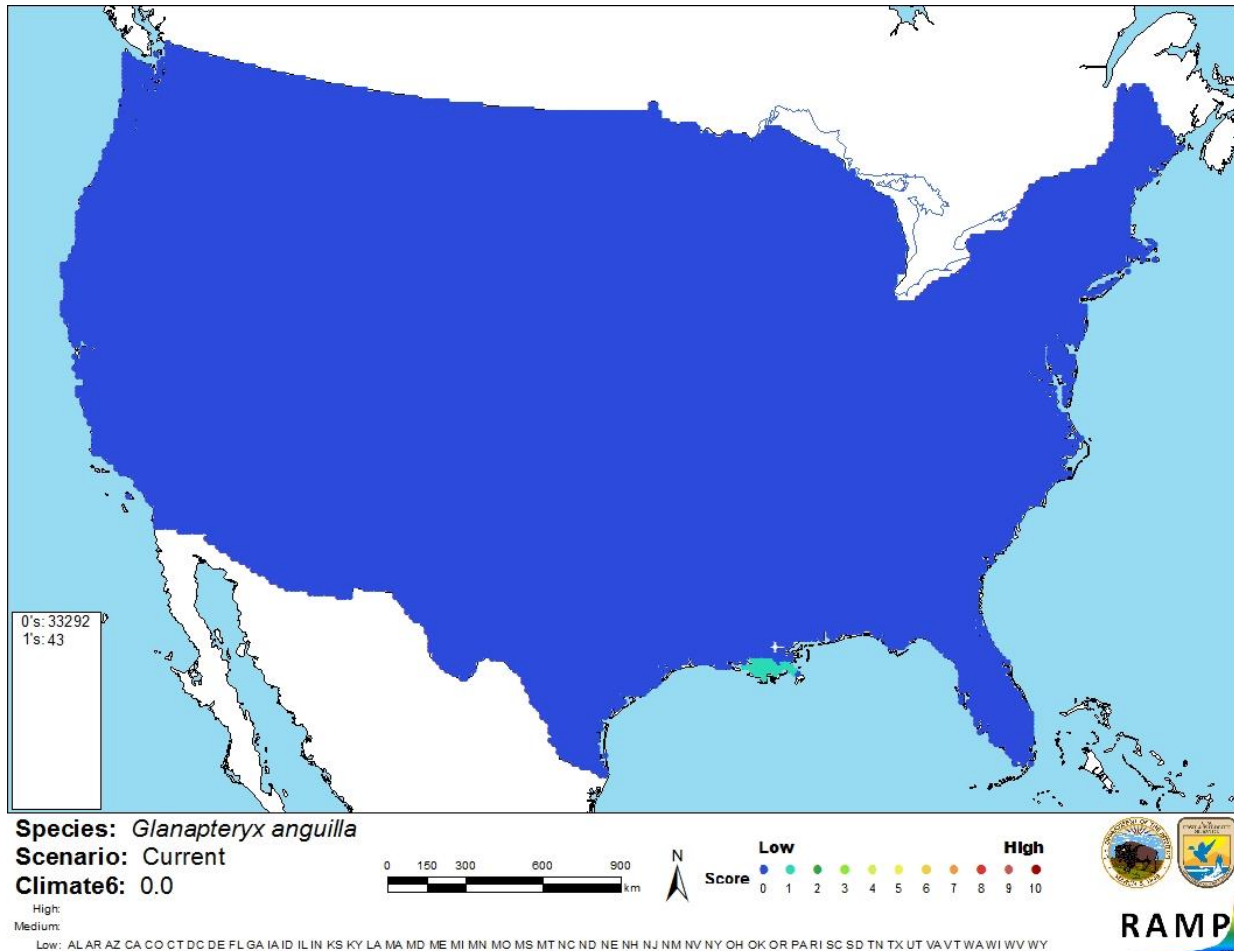 0's: 33292
1's: 43
Species: Glanapteryx anguilla
Scenario: Current
Climate6: 0.0
High:
Medium:
Low: AL AR AZ CA CO CT DC DE FL GA IA ID IL IN KS KY LA MA MD ME MI MN MO MS MT NC ND NE NH NJ NM NV NY OH OK OR PA RI SC SD TN TX UT VA VT WA WI WV WY
0 150 300 600 900
km
N
Low High
Score
0 1 2 3 4 5 6 7 8 9 10
RAMP